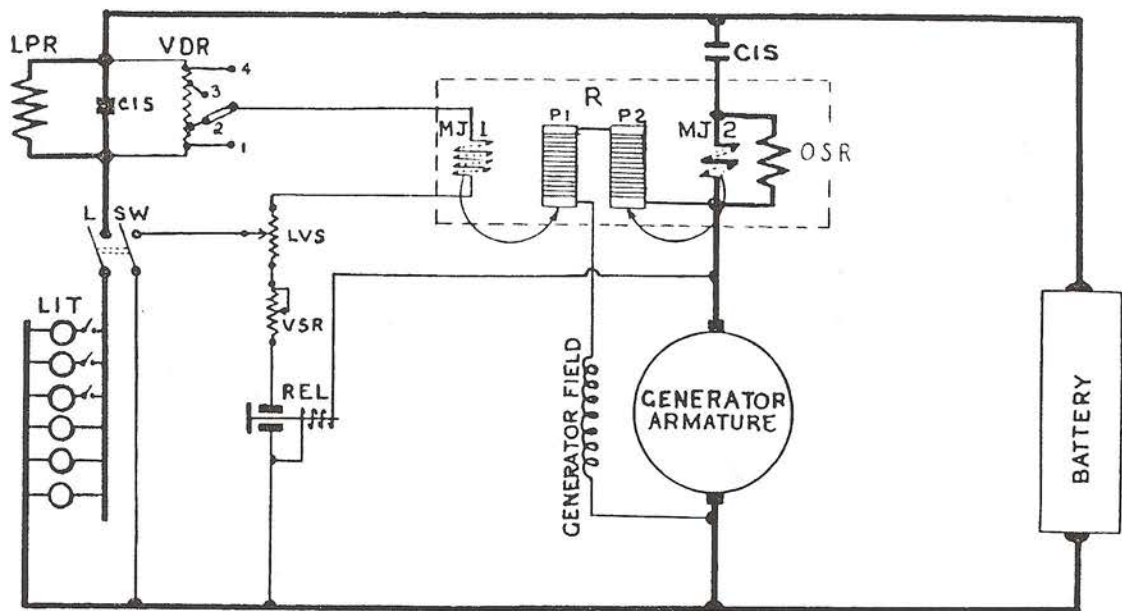 LPR
VDR
CIS
4
3
2
1
CIS
R
MJ 1
P1
P2
MJ 2
OSR
L SW
LVS
LIT
VSR
REL
GENERATOR FIELD
GENERATOR
ARMATURE
BATTERY